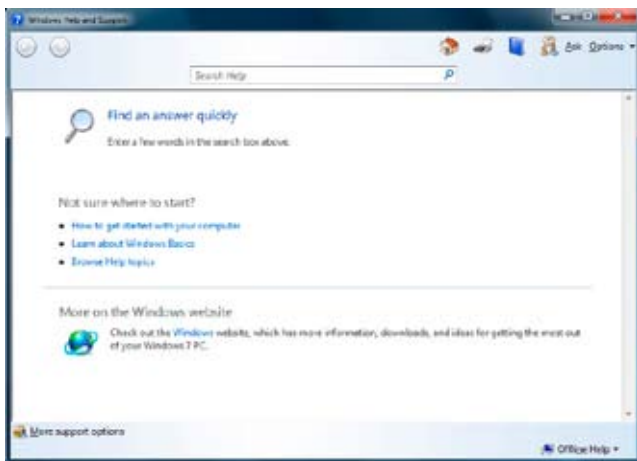 Windows Help and Support
Ask Options
Search Help
Find an answer quickly
Enter a few words in the search box above.
Not sure where to start?
How to get started with your computer
Learn about Windows Basics
Browse Help topics
More on the Windows website
Check out the Windows website, which has more information, downloads, and ideas for getting the most out
of your Windows 7 PC.
More support options
Office Help